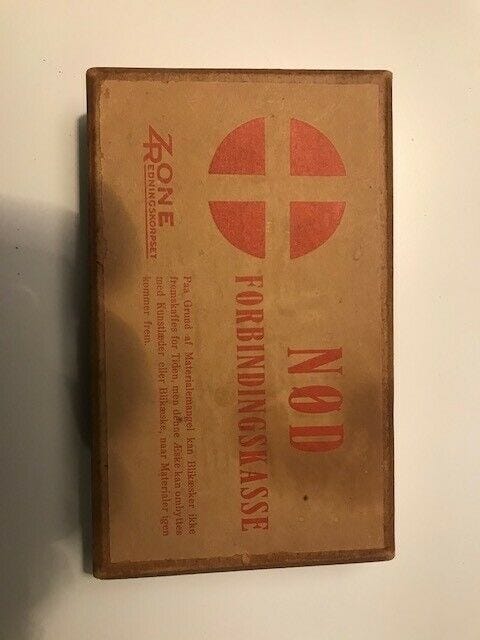 NØD
FORBINDINGSKASSE
ZONE
REDNINGSKORPSET
Paa Grund af Materialemangel kan Blikæsker ikke
fremskaffes for Tiden, men denne Æske kan ombyttes
med Kunstlæder eller Blikæske, naar Materialer igen
kommer frem.